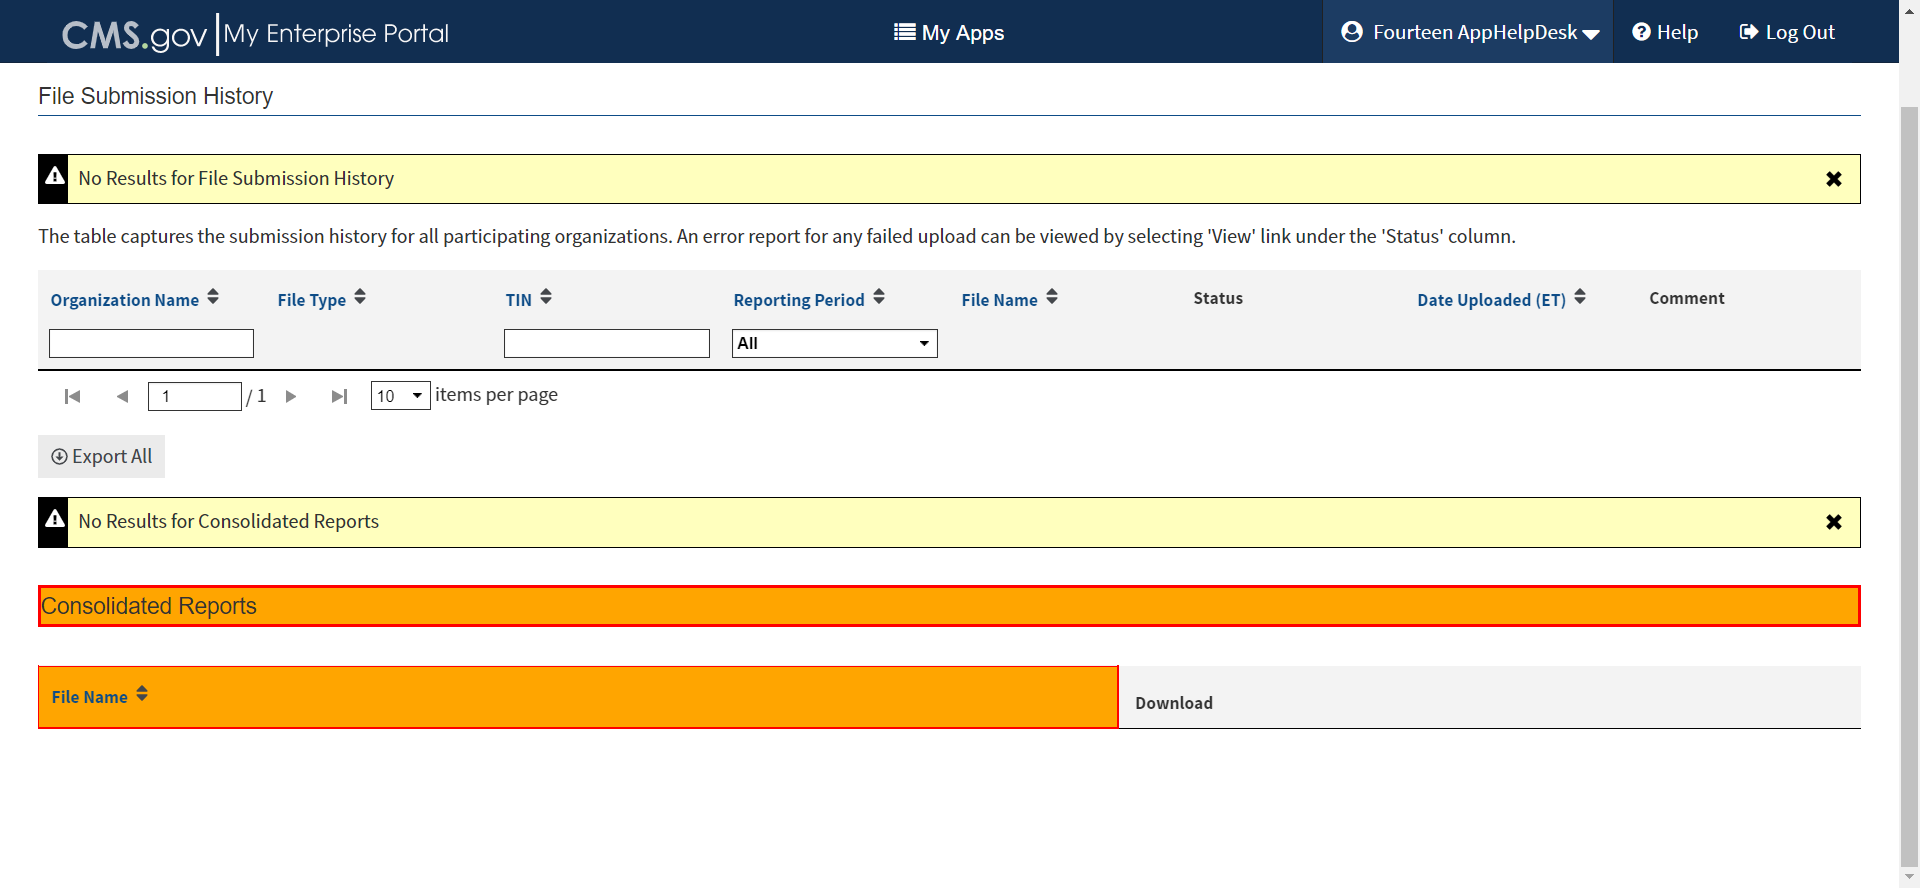 CMS.gov My Enterprise Portal
My Apps
Fourteen AppHelpDesk
Help
Log Out
File Submission History
No Results for File Submission History
The table captures the submission history for all participating organizations. An error report for any failed upload can be viewed by selecting 'View' link under the 'Status' column.
Organization Name File Type TIN Reporting Period File Name Status Date Uploaded (ET) Comment
All
1 / 1 10 items per page
Export All
No Results for Consolidated Reports
Consolidated Reports
File Name Download